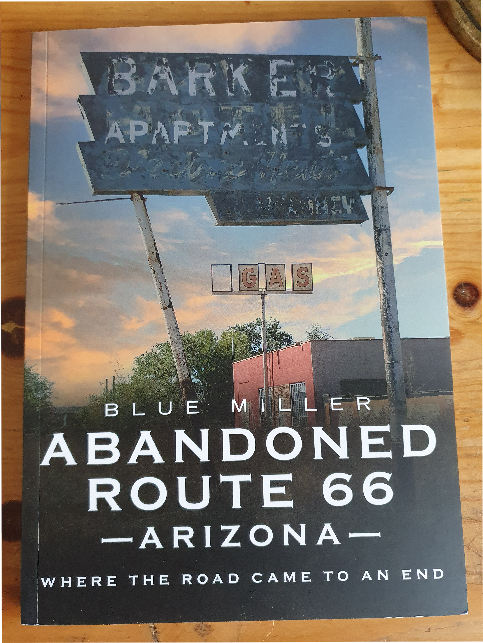 BARKER
APARTMENTS
GAS
BLUE MILLER
ABANDONED
ROUTE 66
—ARIZONA—
WHERE THE ROAD CAME TO AN END